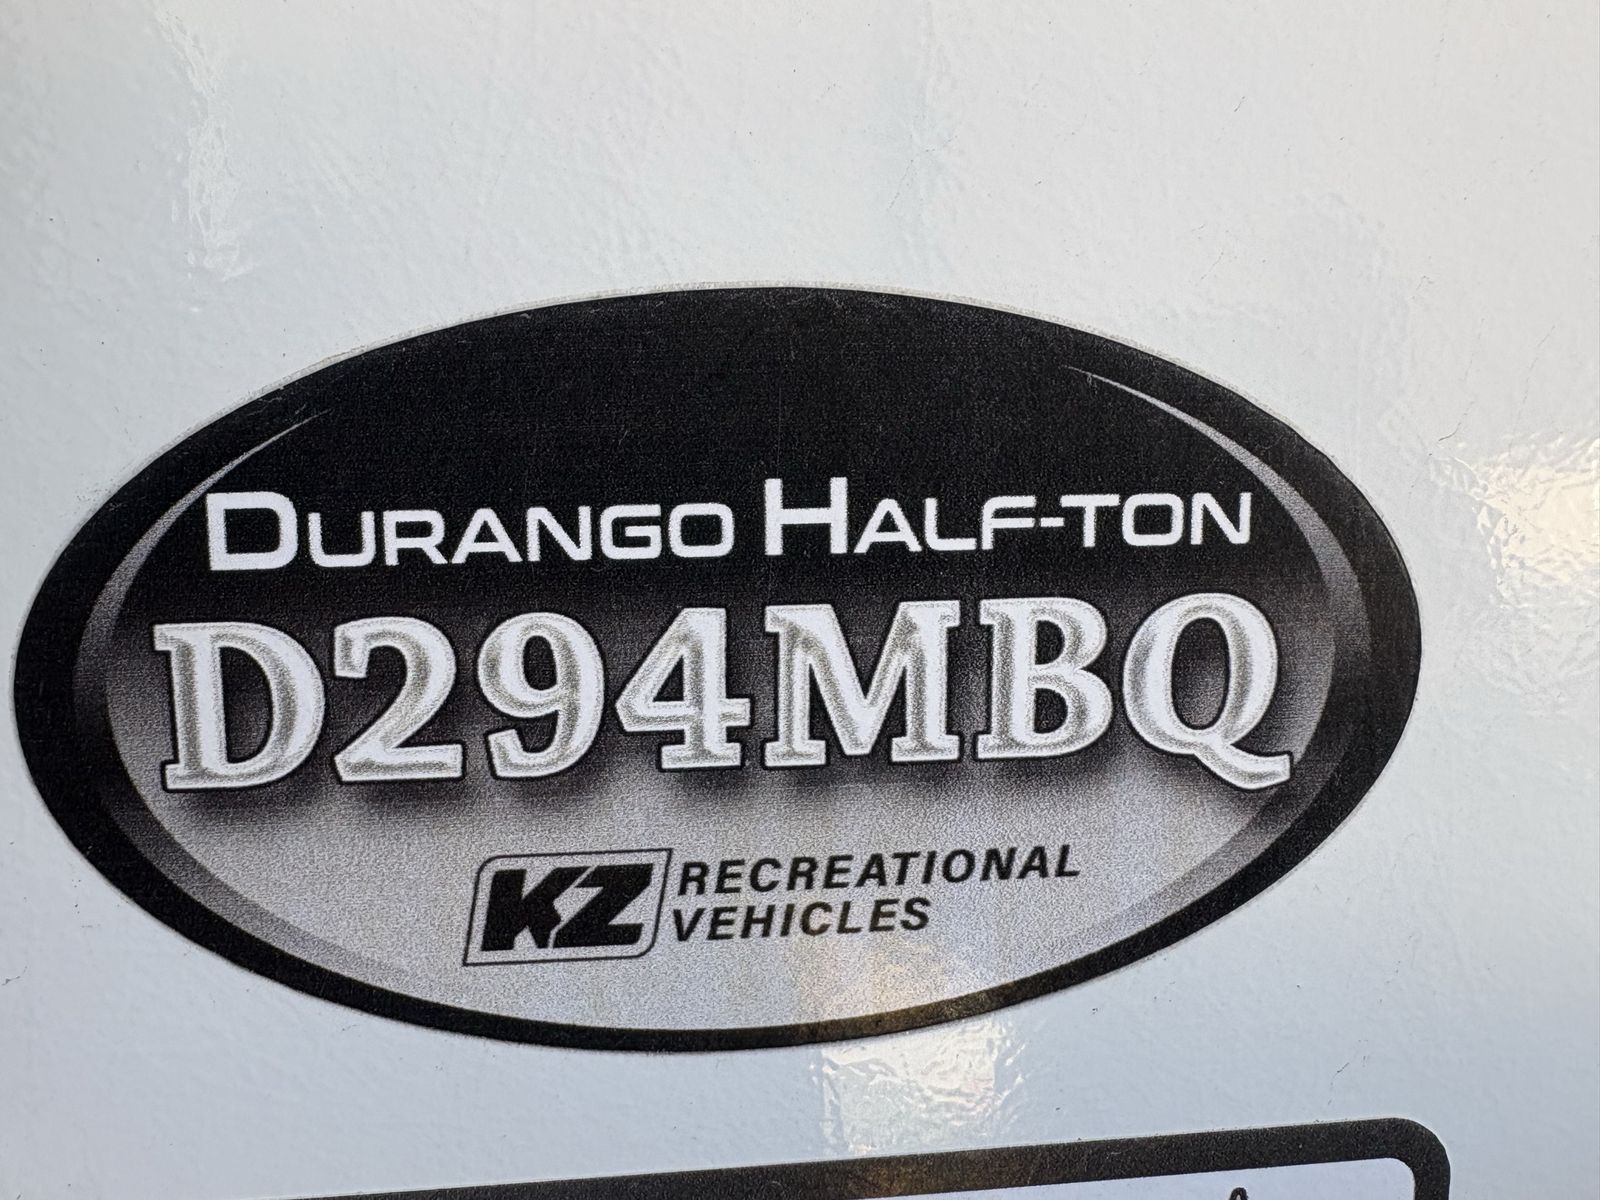 DURANGO HALF-TON
D294MBQ
KZ RECREATIONAL
VEHICLES